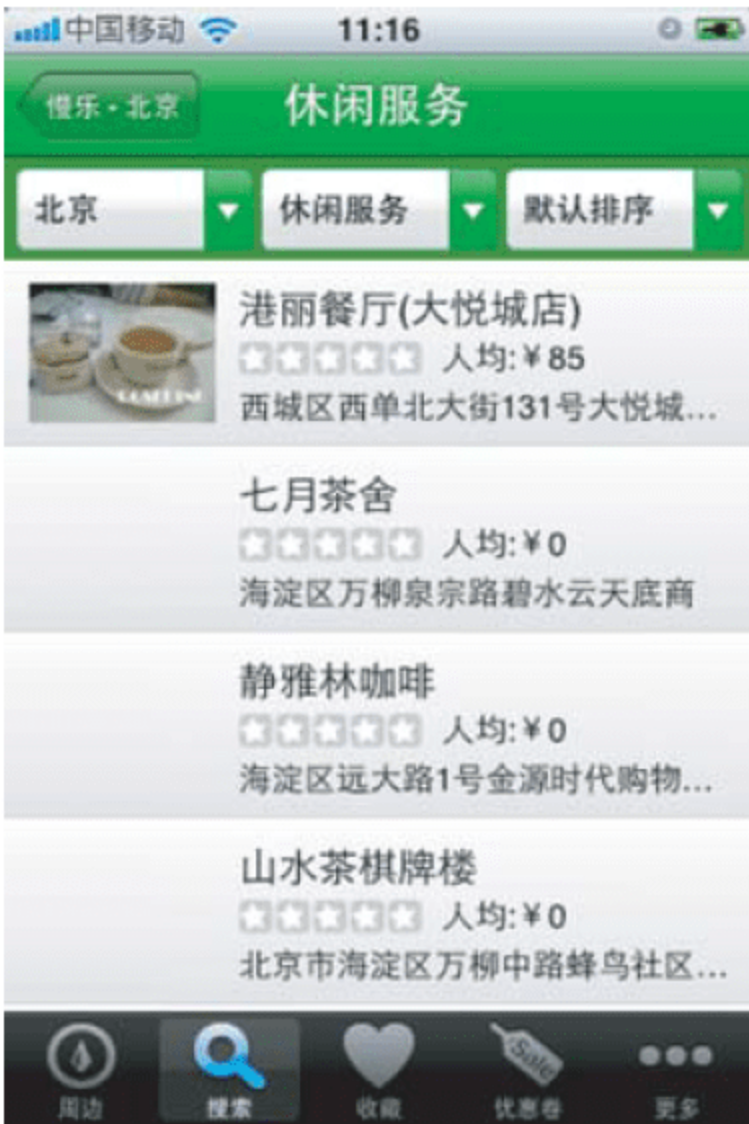 中国移动
11:16
慢乐·北京
休闲服务
北京
休闲服务
默认排序
港丽餐厅(大悦城店)
人均:¥85
西城区西单北大街131号大悦城...
七月茶舍
人均:¥0
海淀区万柳泉宗路碧水云天底商
静雅林咖啡
人均:¥0
海淀区远大路1号金源时代购物...
山水茶棋牌楼
人均:¥0
北京市海淀区万柳中路蜂鸟社区...
Sale
周边
搜索
收藏
优惠卷
更多